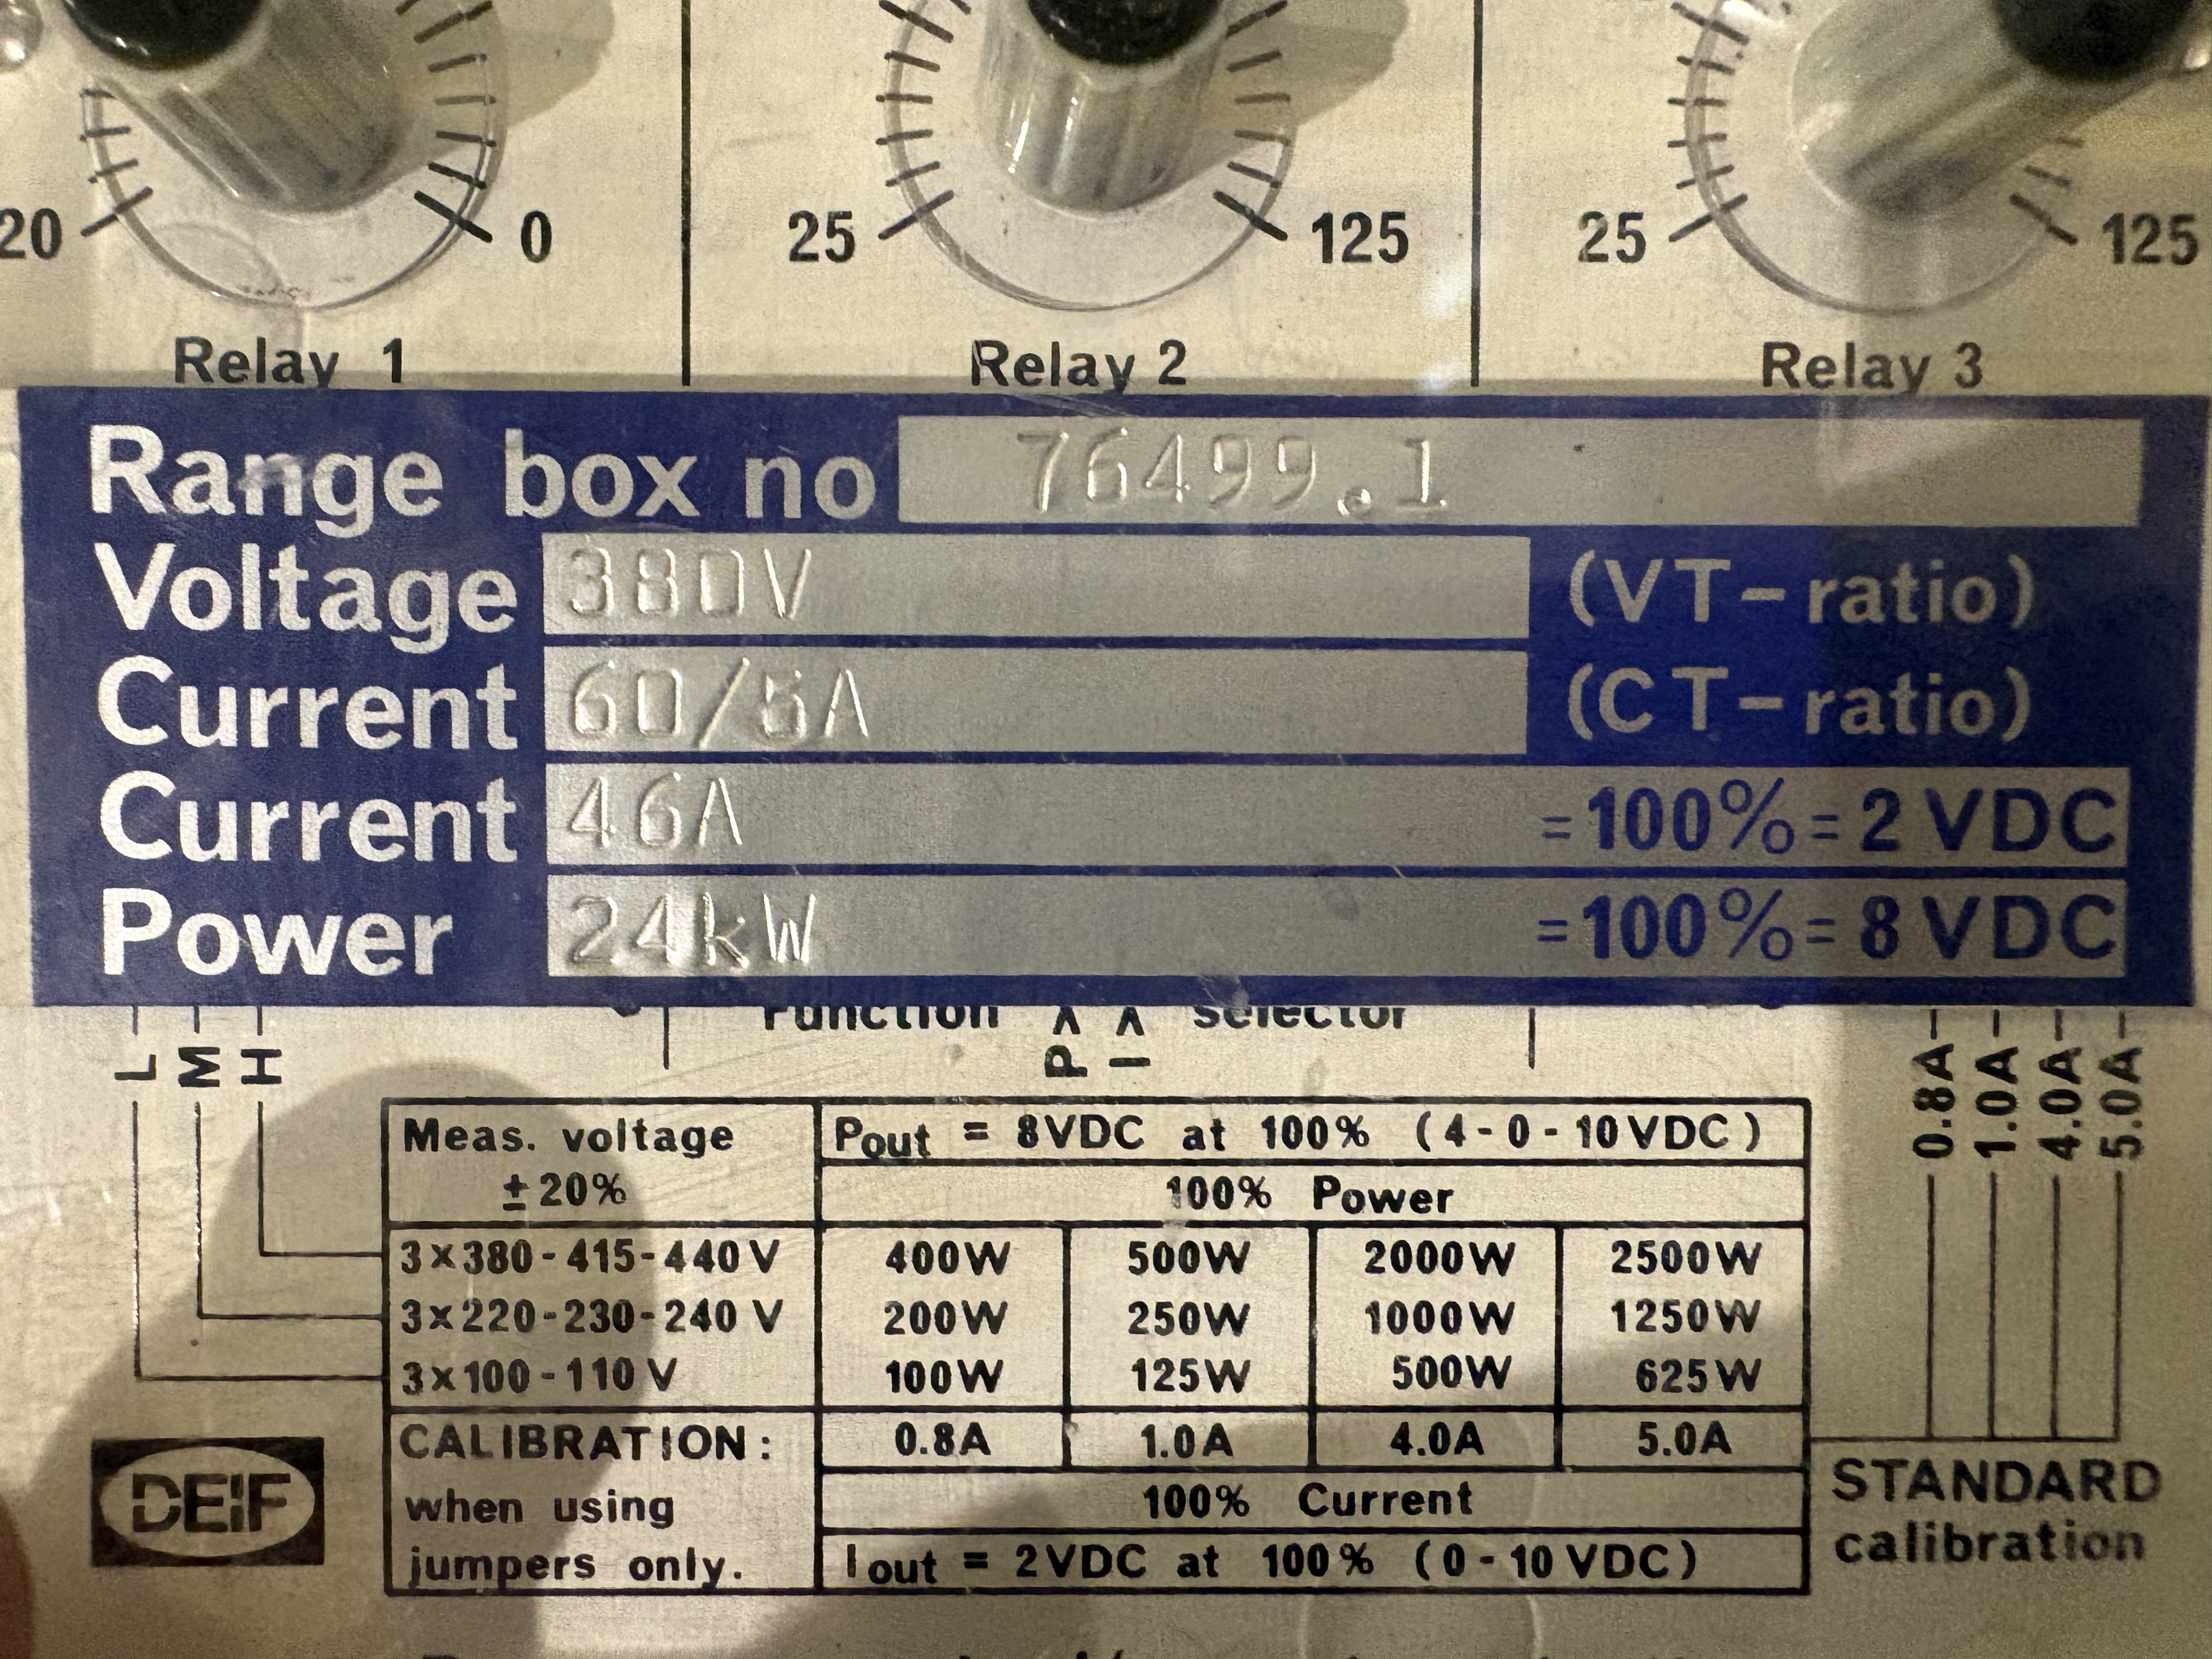 20 0 25 125 25 125
Relay 1 Relay 2 Relay 3
Range box no 76499.1
Voltage 380V (VT-ratio)
Current 60/5A (CT-ratio)
Current 46A =100%=2 VDC
Power 24kW =100%=8 VDC
Function P> I> selector
L M H
0.8A 1.0A 4.0A 5.0A
Meas. voltage Pout = 8VDC at 100% (4-0-10VDC)
±20% 100% Power
3×380-415-440V 400W 500W 2000W 2500W
3×220-230-240V 200W 250W 1000W 1250W
3×100-110V 100W 125W 500W 625W
CALIBRATION: 0.8A 1.0A 4.0A 5.0A
when using 100% Current
jumpers only. Iout = 2VDC at 100% (0-10VDC)
STANDARD
calibration
DEIF